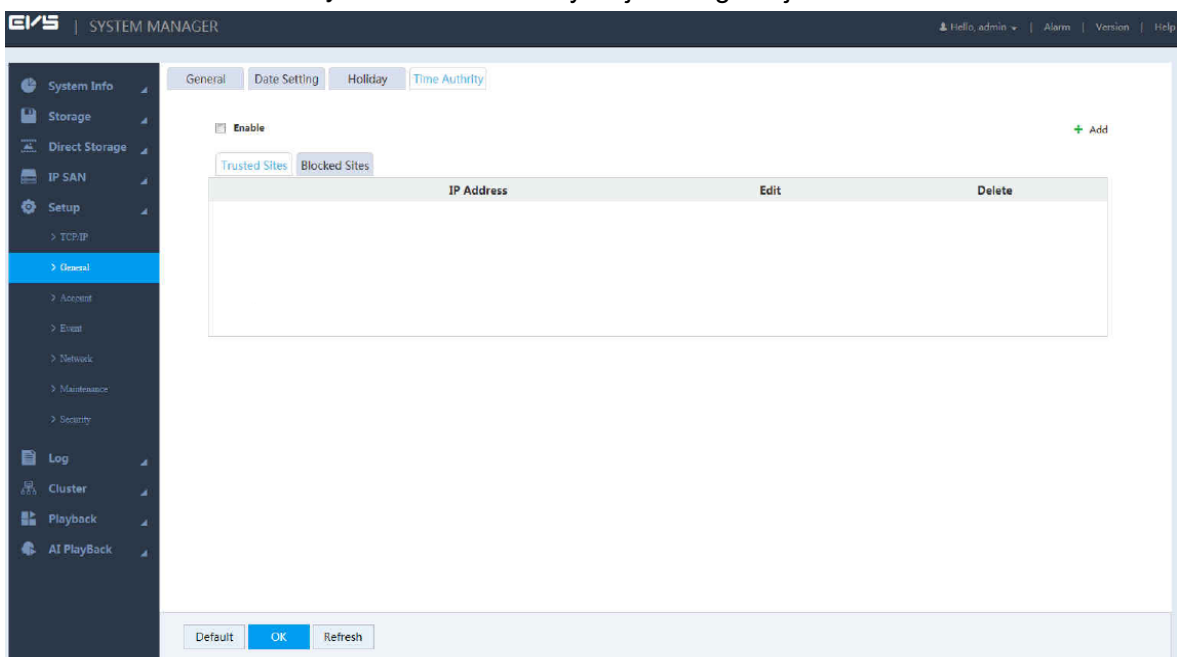 EVS | SYSTEM MANAGER Hello, admin | Alarm | Version | Help
General Date Setting Holiday Time Authrity
System Info
Storage
Direct Storage
IP SAN
Setup
> TCP/IP
> General
> Account
> Event
> Network
> Maintenance
> Security
Log
Cluster
Playback
AI PlayBack
Enable + Add
Trusted Sites Blocked Sites
IP Address Edit Delete
Default OK Refresh